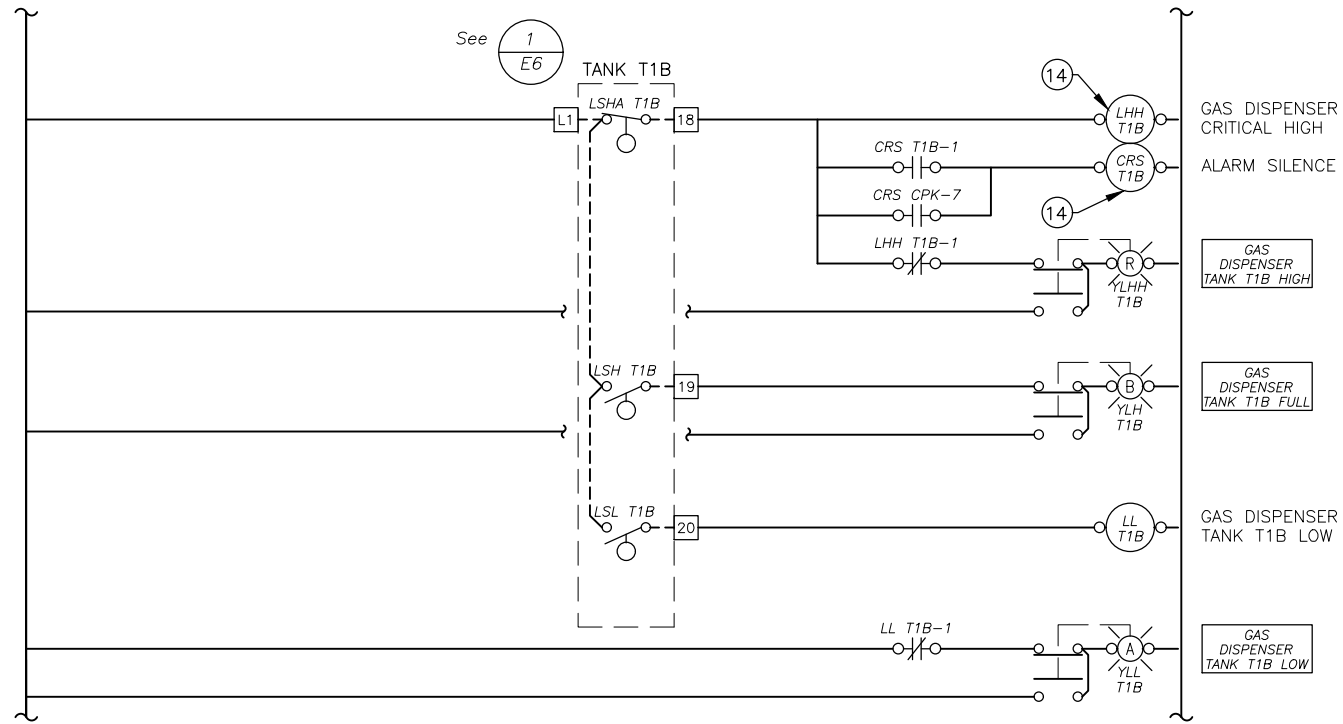 See
1
E6
TANK T1B
LSHA T1B
L1
18
14
LHH
T1B
GAS DISPENSER
CRITICAL HIGH
CRS T1B-1
CRS
T1B
ALARM SILENCE
CRS CPK-7
14
LHH T1B-1
R
YLHH
T1B
GAS
DISPENSER
TANK T1B HIGH
LSH T1B
19
B
YLH
T1B
GAS
DISPENSER
TANK T1B FULL
LSL T1B
20
LL
T1B
GAS DISPENSER
TANK T1B LOW
LL T1B-1
A
YLL
T1B
GAS
DISPENSER
TANK T1B LOW